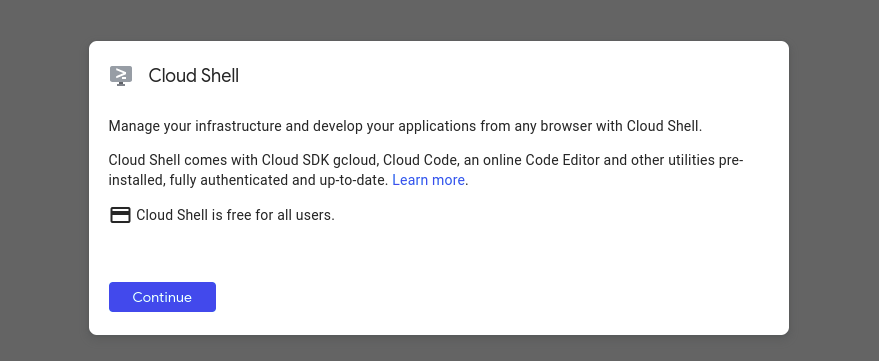 Cloud Shell
Manage your infrastructure and develop your applications from any browser with Cloud Shell.
Cloud Shell comes with Cloud SDK gcloud, Cloud Code, an online Code Editor and other utilities pre-
installed, fully authenticated and up-to-date. Learn more.
Cloud Shell is free for all users.
Continue